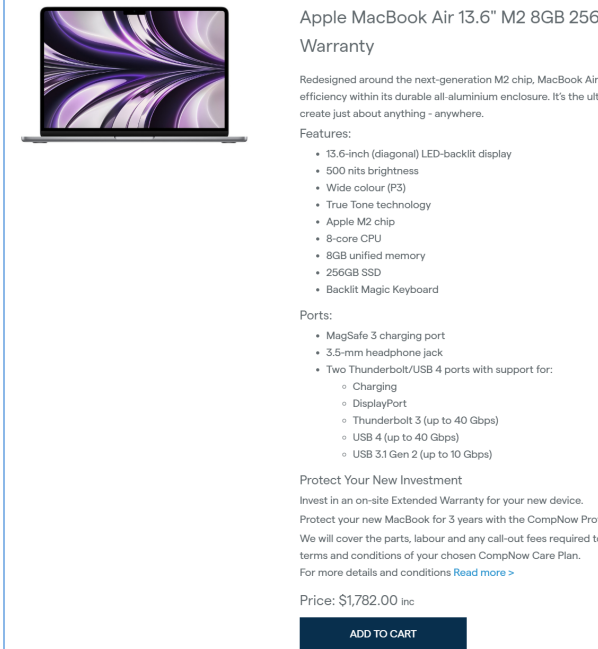 Apple MacBook Air 13.6" M2 8GB 256
Warranty
Redesigned around the next-generation M2 chip, MacBook Air
efficiency within its durable all-aluminium enclosure. It's the ult
create just about anything - anywhere.
Features:
• 13.6-inch (diagonal) LED-backlit display
• 500 nits brightness
• Wide colour (P3)
• True Tone technology
• Apple M2 chip
• 8-core CPU
• 8GB unified memory
• 256GB SSD
• Backlit Magic Keyboard
Ports:
• MagSafe 3 charging port
• 3.5-mm headphone jack
• Two Thunderbolt/USB 4 ports with support for:
◦ Charging
◦ DisplayPort
◦ Thunderbolt 3 (up to 40 Gbps)
◦ USB 4 (up to 40 Gbps)
◦ USB 3.1 Gen 2 (up to 10 Gbps)
Protect Your New Investment
Invest in an on-site Extended Warranty for your new device.
Protect your new MacBook for 3 years with the CompNow Pro
We will cover the parts, labour and any call-out fees required to
terms and conditions of your chosen CompNow Care Plan.
For more details and conditions Read more >
Price: $1,782.00 inc
ADD TO CART